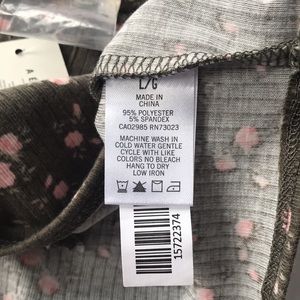 L/G
MADE IN
CHINA
95% POLYESTER
5% SPANDEX
CA02985 RN73023
MACHINE WASH IN
COLD WATER GENTLE
CYCLE WITH LIKE
COLORS NO BLEACH
HANG TO DRY
LOW IRON
15722374